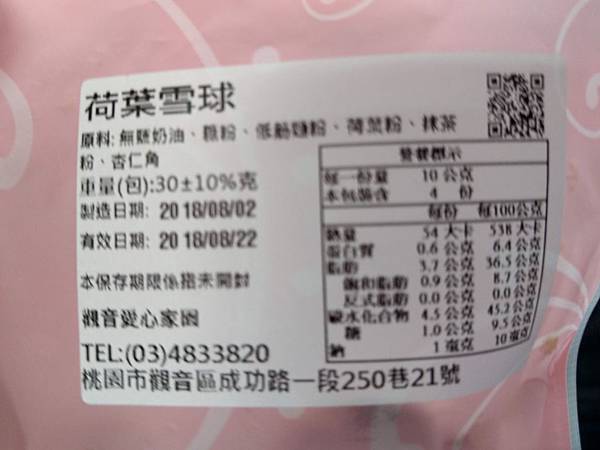 荷葉雪球
原料: 無鹽奶油、糖粉、低筋麵粉、荷葉粉、抹茶
粉、杏仁角
重量(包):30±10%克
製造日期: 2018/08/02
有效日期: 2018/08/22
本保存期限係指未開封
觀音愛心家園
TEL:(03)4833820
桃園市觀音區成功路一段250巷21號
營養標示
每一份量 10 公克
本包裝含 4 份
每份 每100公克
熱量 54 大卡 538 大卡
蛋白質 0.6 公克 6.4 公克
脂肪 3.7 公克 36.5 公克
飽和脂肪 0.9 公克 8.7 公克
反式脂肪 0.0 公克 0.0 公克
碳水化合物 4.5 公克 45.2 公克
糖 1.0 公克 9.5 公克
鈉 1 毫克 10 毫克